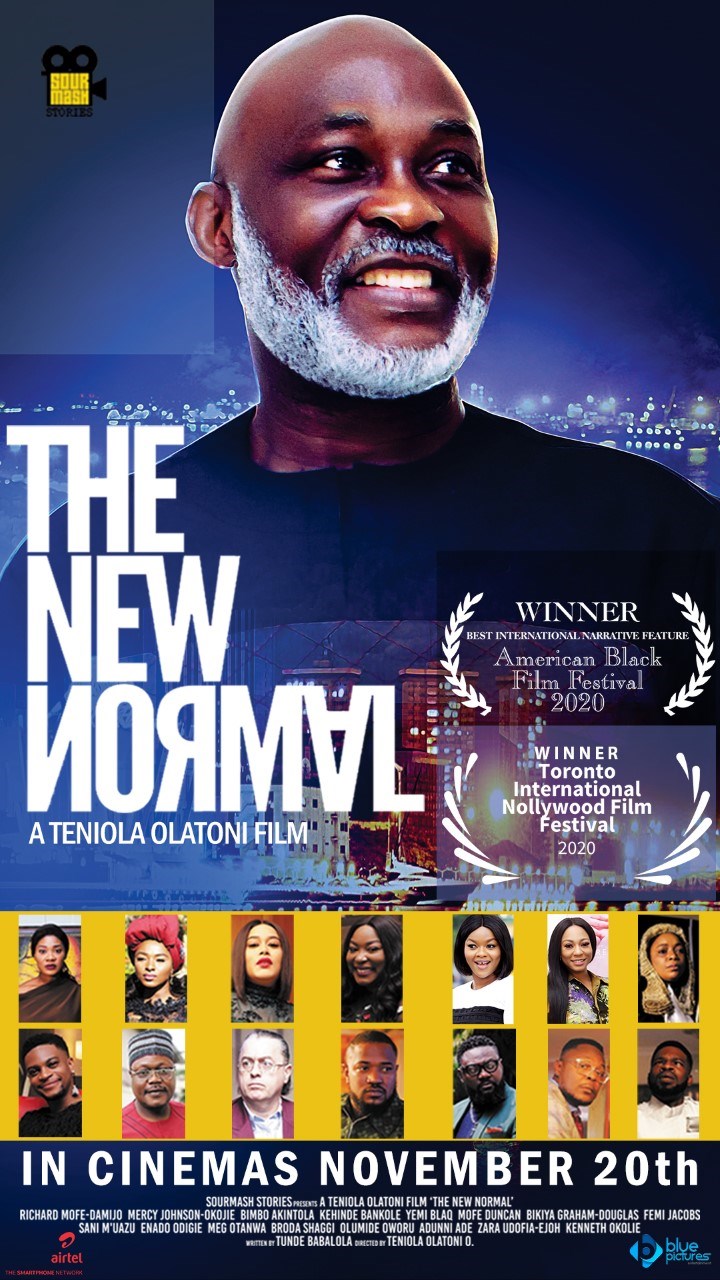 SOUR
MASH
STORIES
THE
NEW
NORMAL
A TENIOLA OLATONI FILM
WINNER
BEST INTERNATIONAL NARRATIVE FEATURE
American Black
Film Festival
2020
WINNER
Toronto
International
Nollywood Film
Festival
2020
IN CINEMAS NOVEMBER 20th
SOURMASH STORIES PRESENTS A TENIOLA OLATONI FILM 'THE NEW NORMAL'
RICHARD MOFE-DAMIJO MERCY JOHNSON-OKOJIE BIMBO AKINTOLA KEHINDE BANKOLE YEMI BLAQ MOFE DUNCAN BIKIYA GRAHAM-DOUGLAS FEMI JACOBS
SANI M'UAZU ENADO ODIGIE MEG OTANWA BRODA SHAGGI OLUMIDE OWORU ADUNNI ADE ZARA UDOFIA-EJOH KENNETH OKOLIE
WRITTEN BY TUNDE BABALOLA DIRECTED BY TENIOLA OLATONI O.
airtel
THE SMARTPHONE NETWORK
blue
pictures